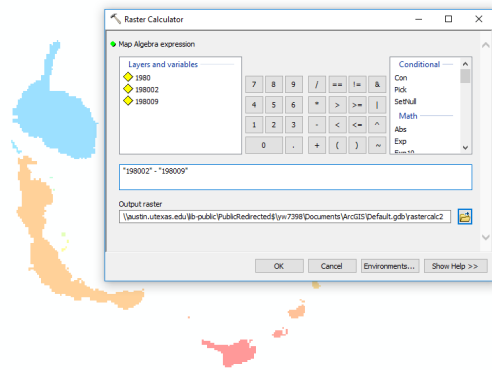 Raster Calculator
Map Algebra expression
Layers and variables
1980
198002
198009
7 8 9 / == != &
4 5 6 * > >= |
1 2 3 - < <= ^
0 . + ( ) ~
Conditional
Con
Pick
SetNull
Math
Abs
Exp
Exp10
"198002" - "198009"
Output raster
\\austin.utexas.edu\lib-public\PublicRedirected$\yw7398\Documents\ArcGIS\Default.gdb\rastercalc2
OK Cancel Environments... Show Help >>